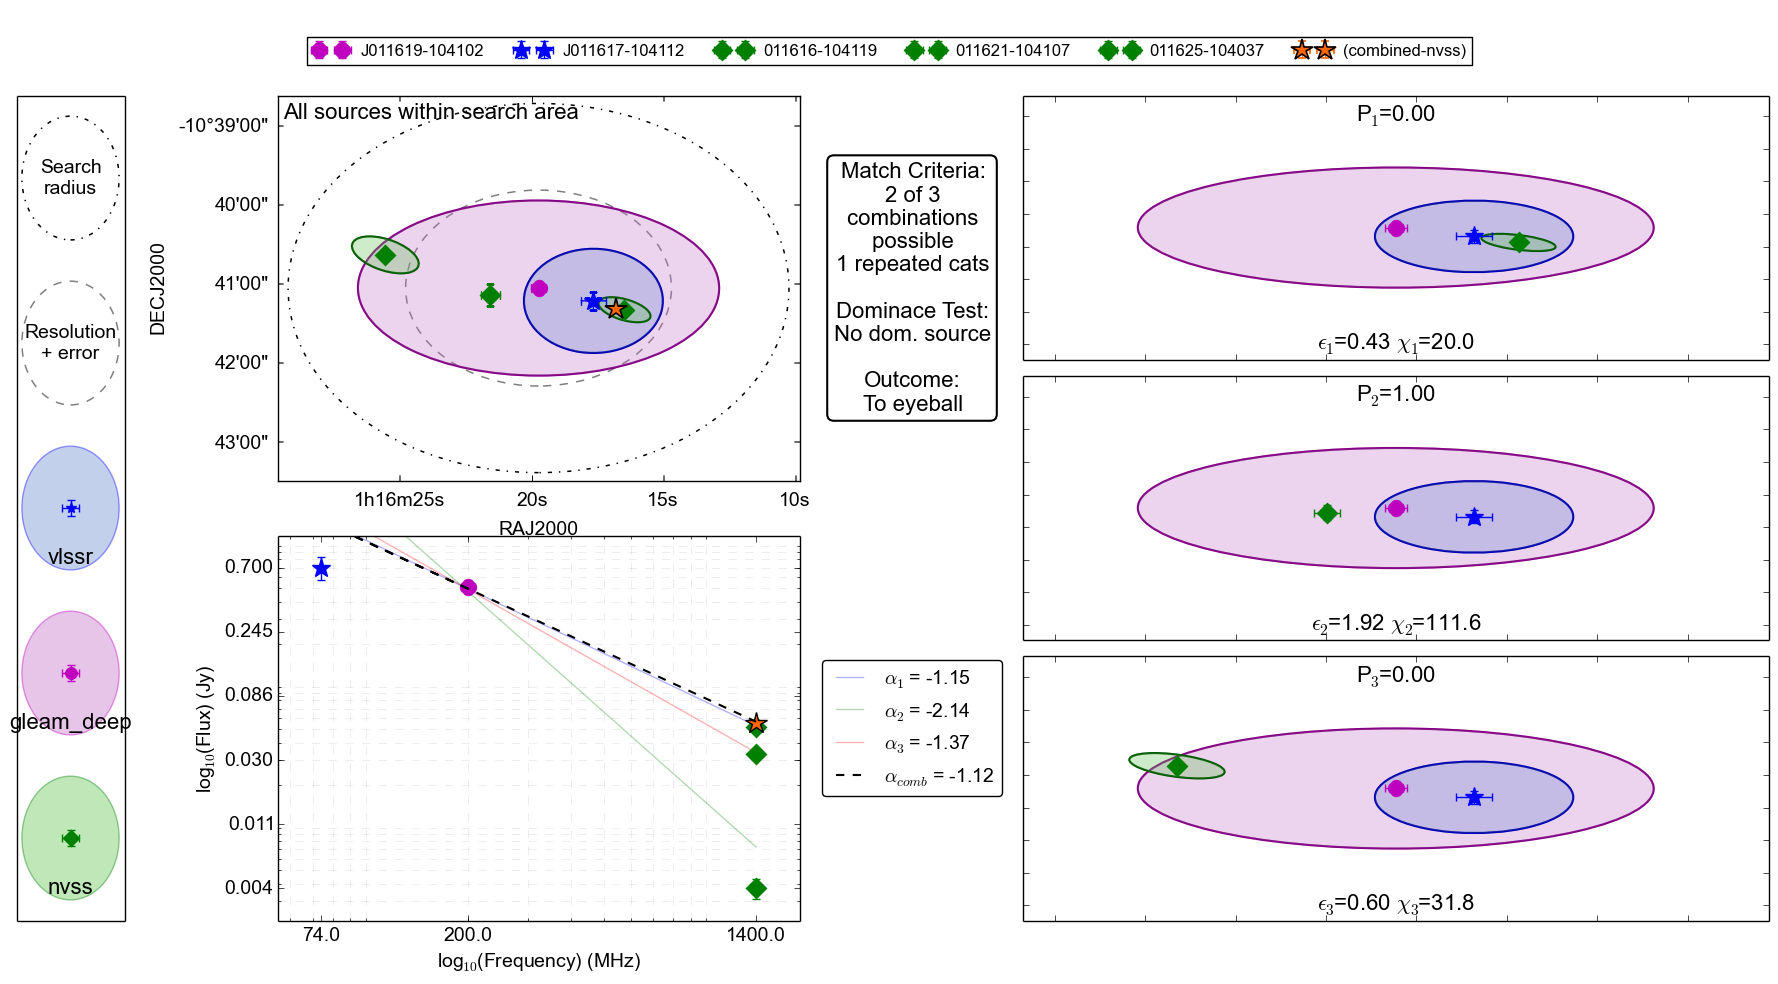 J011619-104102 J011617-104112 011616-104119 011621-104107 011625-104037 (combined-nvss)
Search
radius
Resolution
+ error
vlssr
gleam_deep
nvss
All sources within search area
DECJ2000
-10°39'00"
40'00"
41'00"
42'00"
43'00"
1h16m25s 20s 15s 10s
RAJ2000
Match Criteria:
2 of 3
combinations
possible
1 repeated cats
Dominace Test:
No dom. source
Outcome:
To eyeball
log10(Flux) (Jy)
0.700
0.245
0.086
0.030
0.011
0.004
74.0 200.0 1400.0
log10(Frequency) (MHz)
α1 = -1.15
α2 = -2.14
α3 = -1.37
αcomb = -1.12
P1=0.00
ϵ1=0.43 χ1=20.0
P2=1.00
ϵ2=1.92 χ2=111.6
P3=0.00
ϵ3=0.60 χ3=31.8